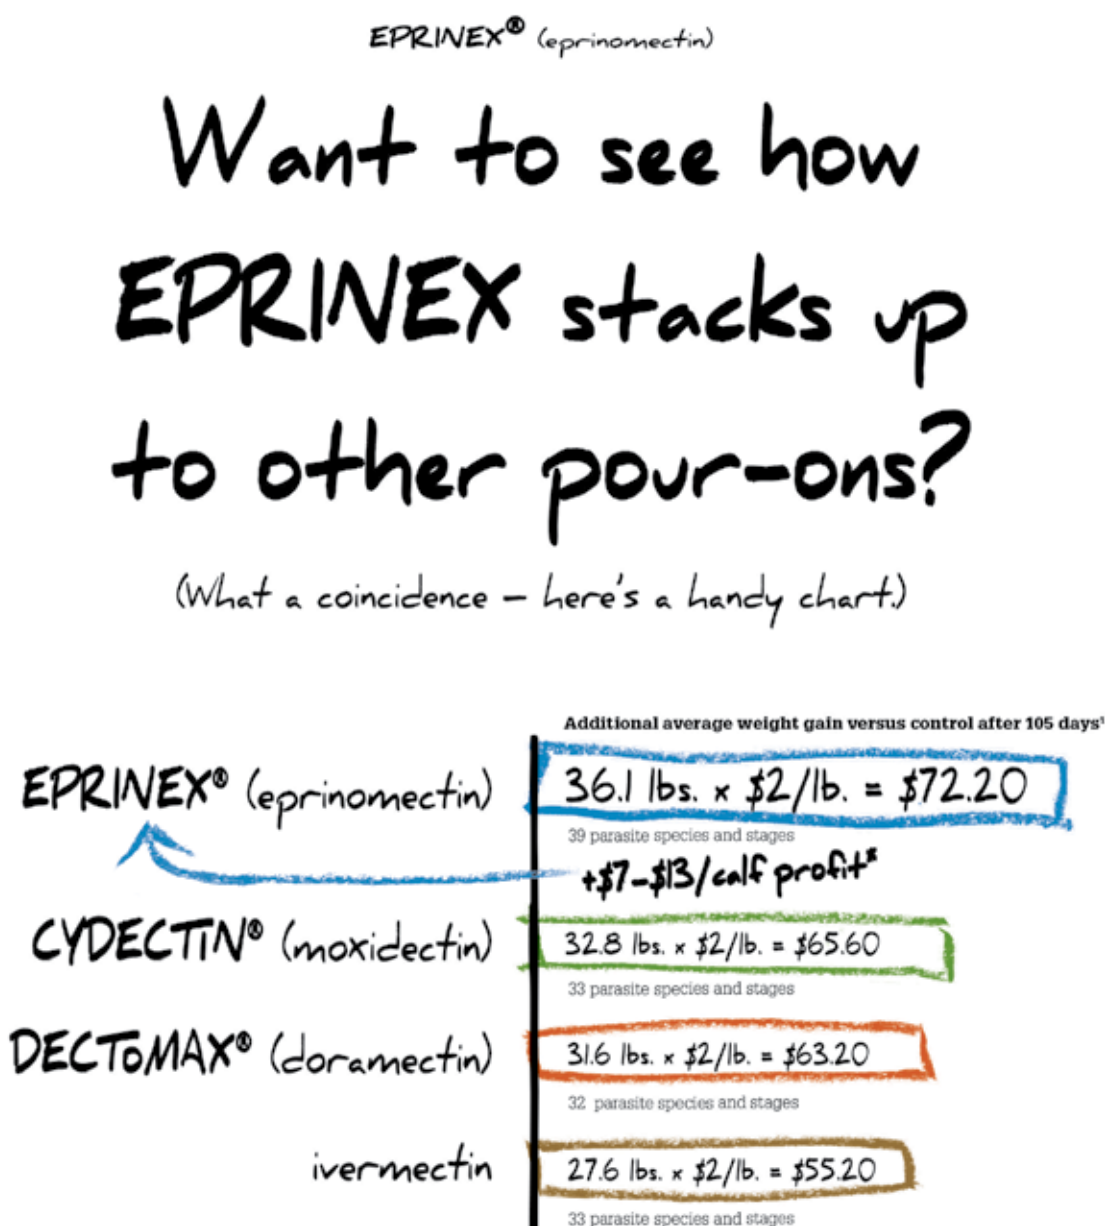 EPRINEX® (eprinomectin)
Want to see how
EPRINEX stacks up
to other pour-ons?
(What a coincidence – here's a handy chart.)
Additional average weight gain versus control after 105 days¹
EPRINEX® (eprinomectin)
36.1 lbs. x $2/lb. = $72.20
39 parasite species and stages
+$7–$13/calf profit*
CYDECTIN® (moxidectin)
32.8 lbs. x $2/lb. = $65.60
33 parasite species and stages
DECTOMAX® (doramectin)
31.6 lbs. x $2/lb. = $63.20
32 parasite species and stages
ivermectin
27.6 lbs. x $2/lb. = $55.20
33 parasite species and stages